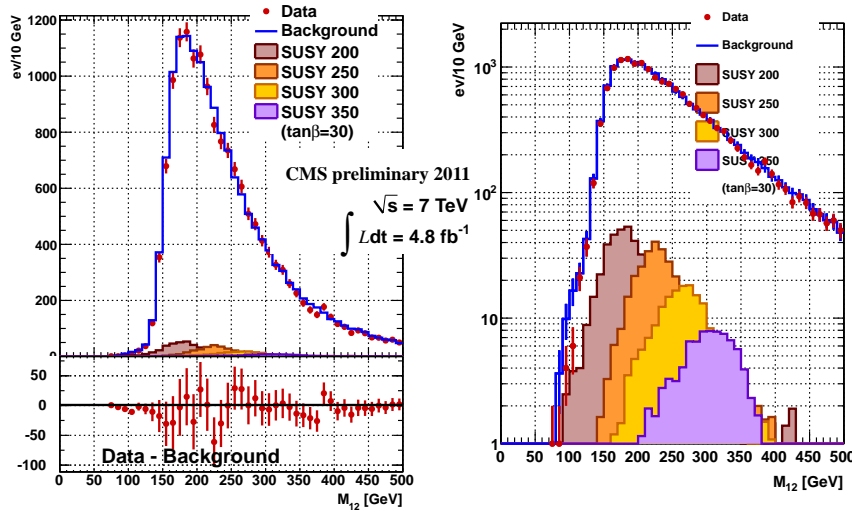 ev/10 GeV
1200
1000
800
600
400
200
Data
Background
SUSY 200
SUSY 250
SUSY 300
SUSY 350
(tanβ=30)
CMS preliminary 2011
√s = 7 TeV
∫ Ldt = 4.8 fb-1
50
0
-50
-100
Data - Background
0 50 100 150 200 250 300 350 400 450 500
M12 [GeV]
ev/10 GeV
10^3
10^2
10
1
Data
Background
SUSY 200
SUSY 250
SUSY 300
(tanβ=30)
0 50 100 150 200 250 300 350 400 450 500
M12 [GeV]